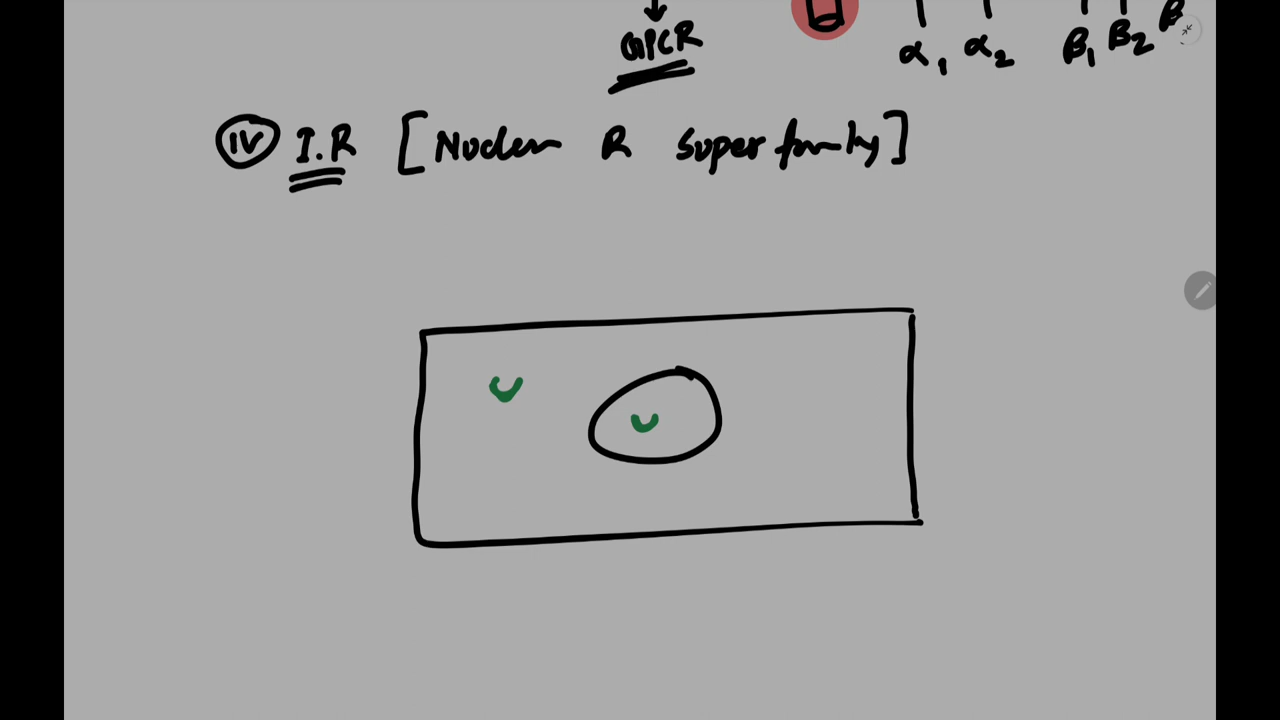 GPCR α1 α2 β1 β2 β
IV I.R [Nuclear R Superfamily]